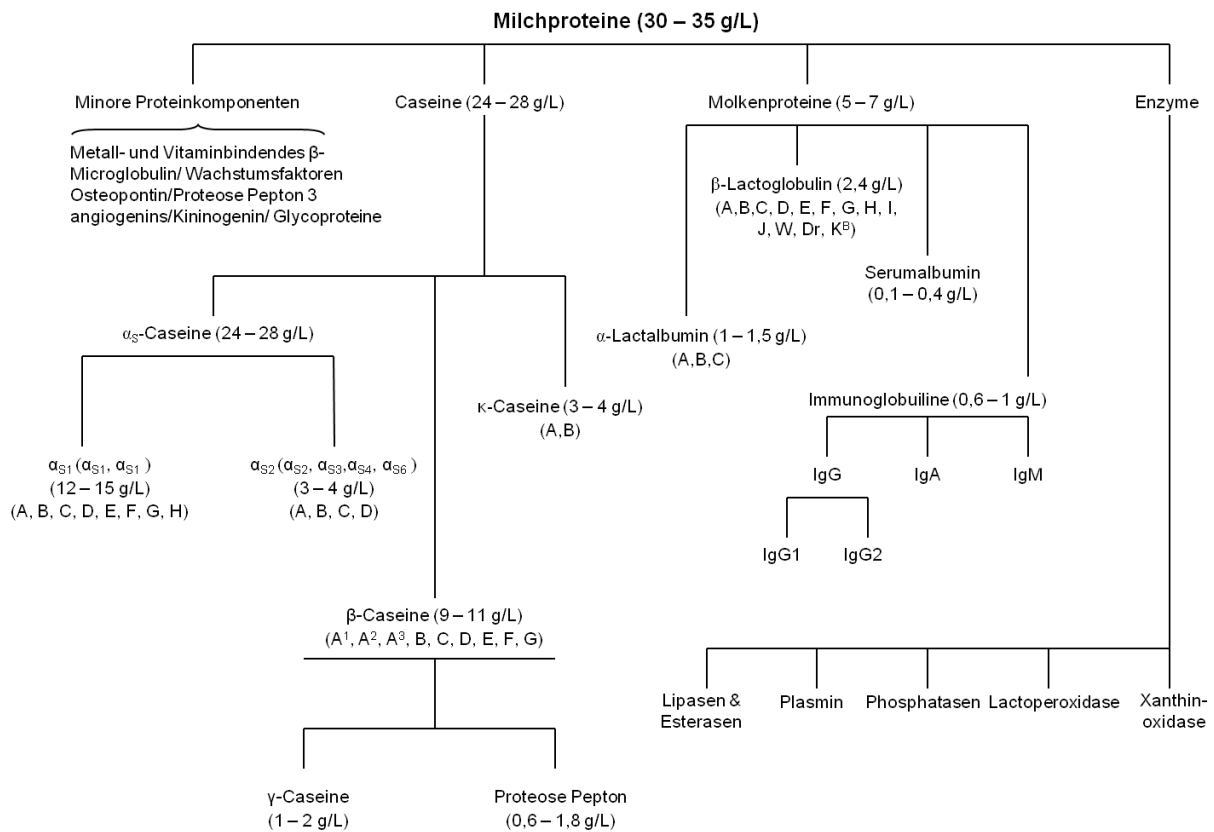 Milchproteine (30 – 35 g/L)
Minore Proteinkomponenten
Caseine (24 – 28 g/L)
Molkenproteine (5 – 7 g/L)
Enzyme
Metall- und Vitaminbindendes β-
Microglobulin/ Wachstumsfaktoren
Osteopontin/Proteose Pepton 3
angiogenins/Kininogenin/ Glycoproteine
β-Lactoglobulin (2,4 g/L)
(A,B,C, D, E, F, G, H, I,
J, W, Dr, Kᴮ)
Serumalbumin
(0,1 – 0,4 g/L)
α-Lactalbumin (1 – 1,5 g/L)
(A,B,C)
Immunoglobuiline (0,6 – 1 g/L)
IgG
IgA
IgM
IgG1
IgG2
αS-Caseine (24 – 28 g/L)
κ-Caseine (3 – 4 g/L)
(A,B)
αS1 (αS1, αS1 )
(12 – 15 g/L)
(A, B, C, D, E, F, G, H)
αS2 (αS2, αS3,αS4, αS6 )
(3 – 4 g/L)
(A, B, C, D)
β-Caseine (9 – 11 g/L)
(A¹, A², A³, B, C, D, E, F, G)
γ-Caseine
(1 – 2 g/L)
Proteose Pepton
(0,6 – 1,8 g/L)
Lipasen &
Esterasen
Plasmin
Phosphatasen
Lactoperoxidase
Xanthin-
oxidase